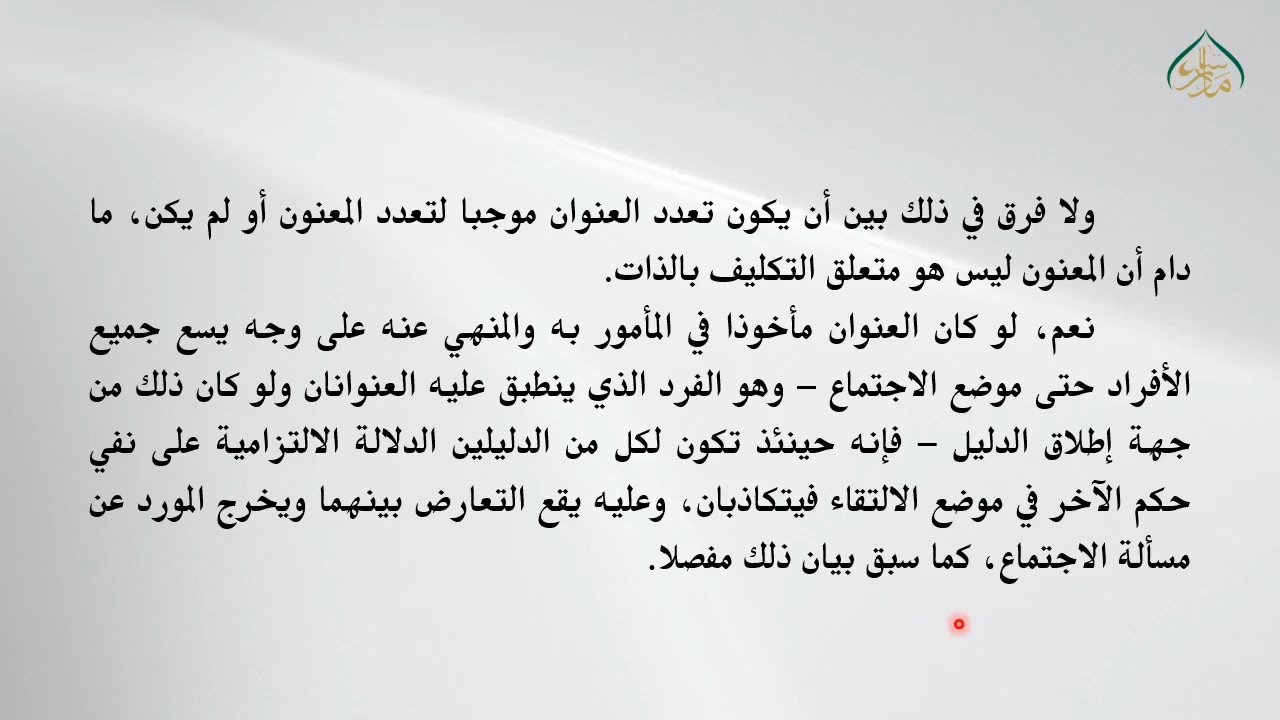 ولا فرق في ذلك بين أن يكون تعدد العنوان موجبا لتعدد المعنون أو لم يكن، ما
دام أن المعنون ليس هو متعلق التكليف بالذات.
نعم، لو كان العنوان مأخوذا في المأمور به والمنهي عنه على وجه يسع جميع
الأفراد حتى موضع الاجتماع – وهو الفرد الذي ينطبق عليه العنوانان ولو كان ذلك من
جهة إطلاق الدليل – فإنه حينئذ تكون لكل من الدليلين الدلالة الالتزامية على نفي
حكم الآخر في موضع الالتقاء فيتكاذبان، وعليه يقع التعارض بينهما ويخرج المورد عن
مسألة الاجتماع، كما سبق بيان ذلك مفصلا.